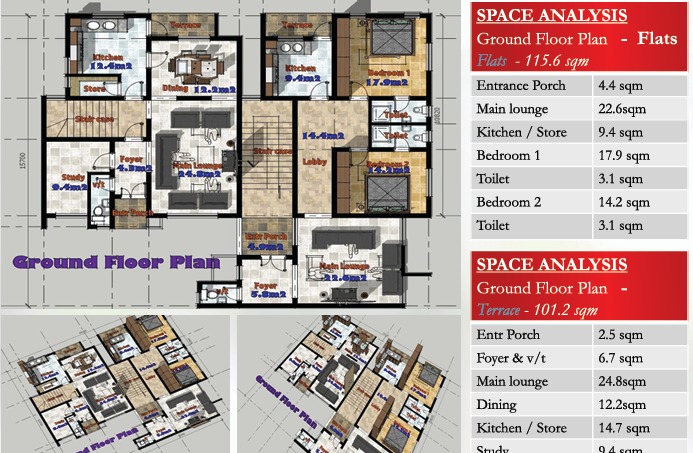 Terrace
Terrace
Kitchen
12.4m2
Kitchen
9.4m2
Bedroom 1
17.9m2
Store
Dining 12.2m2
Toilet
Stair case
Stair case
14.4m2
Toilet
Lobby
Foyer
4.2m2
Main Lounge
24.8m2
Bedroom 2
14.2m2
Study
9.4m2
v/t
Entr Porch
Entr Porch
4.9m2
Ground Floor Plan
Main Lounge
22.6m2
Foyer
5.8m2
v/t
15700
Ground Floor Plan
Ground Floor Plan
SPACE ANALYSIS
Ground Floor Plan - Flats
Flats - 115.6 sqm
Entrance Porch 4.4 sqm
Main lounge 22.6sqm
Kitchen / Store 9.4 sqm
Bedroom 1 17.9 sqm
Toilet 3.1 sqm
Bedroom 2 14.2 sqm
Toilet 3.1 sqm
SPACE ANALYSIS
Ground Floor Plan -
Terrace - 101.2 sqm
Entr Porch 2.5 sqm
Foyer & v/t 6.7 sqm
Main lounge 24.8sqm
Dining 12.2sqm
Kitchen / Store 14.7 sqm
Study 9.4 sqm